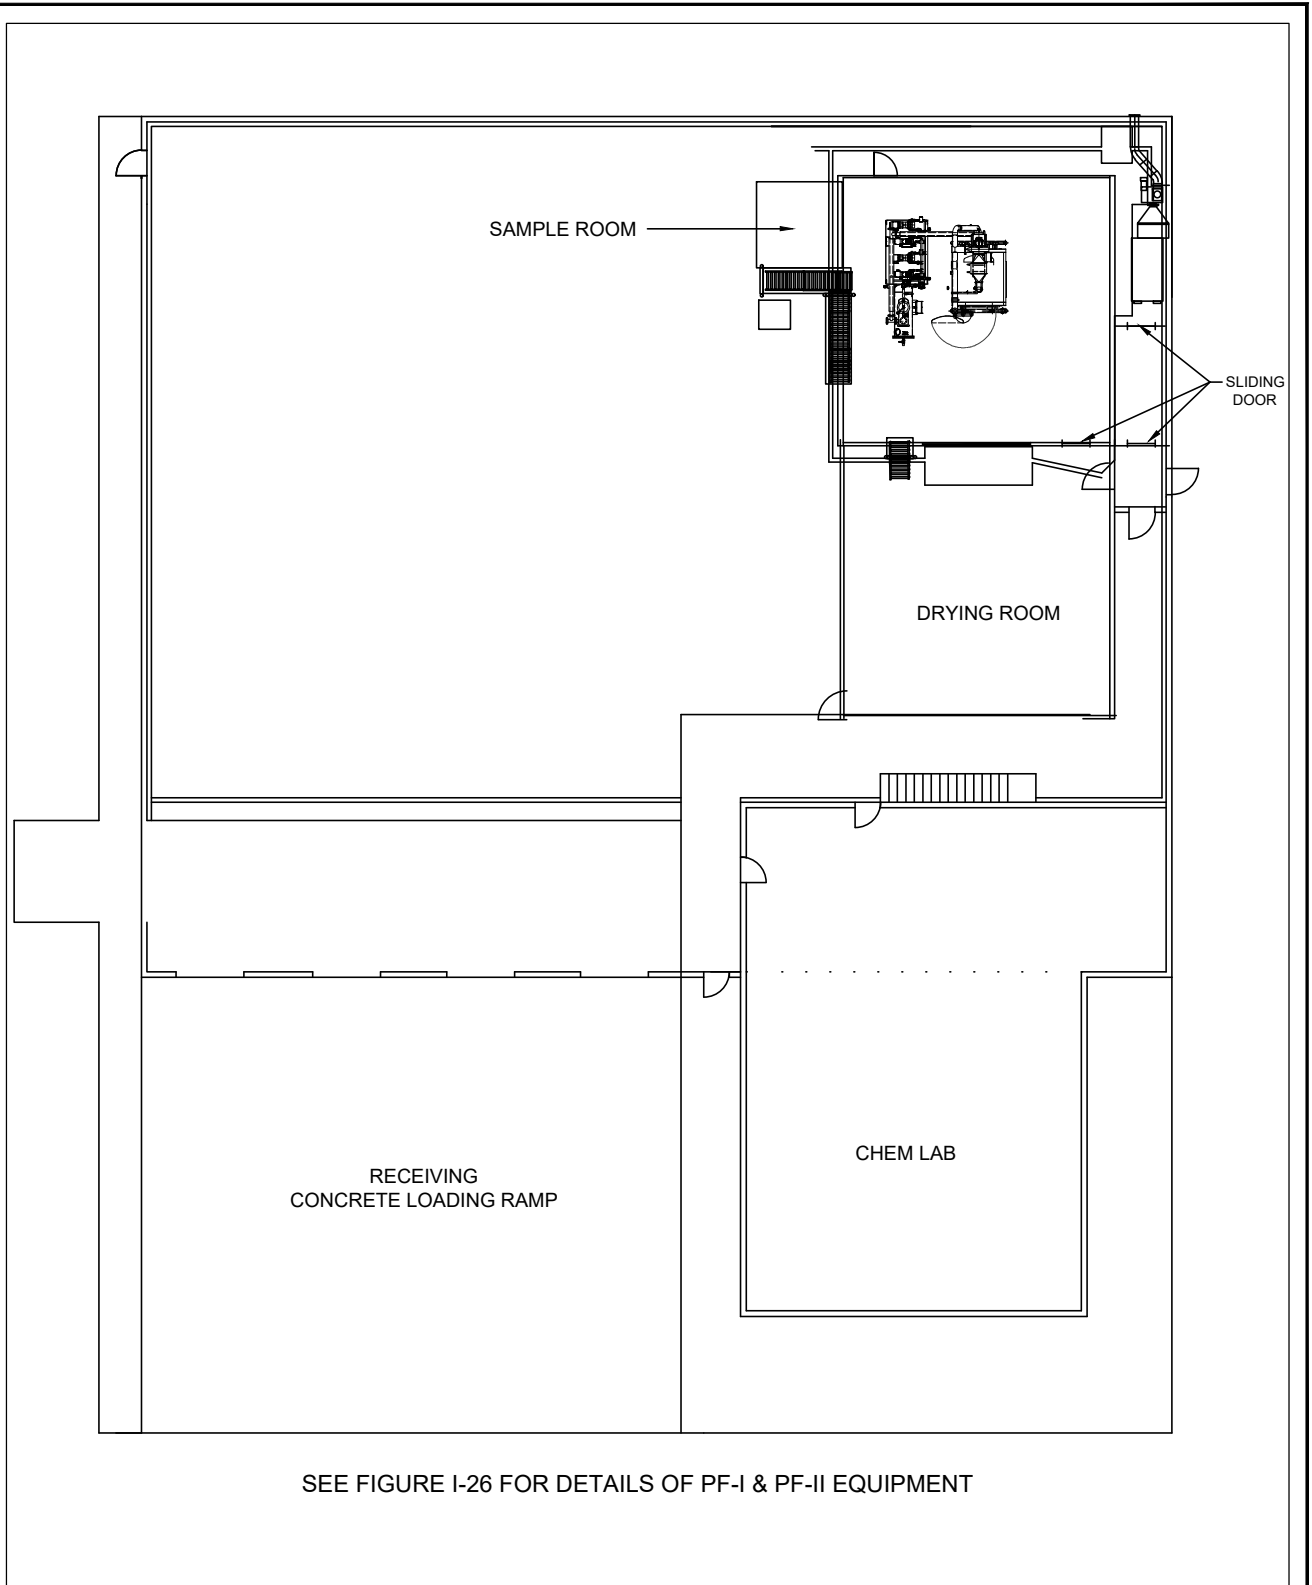 SAMPLE ROOM
SLIDING
DOOR
DRYING ROOM
CHEM LAB
RECEIVING
CONCRETE LOADING RAMP
SEE FIGURE I-26 FOR DETAILS OF PF-I & PF-II EQUIPMENT